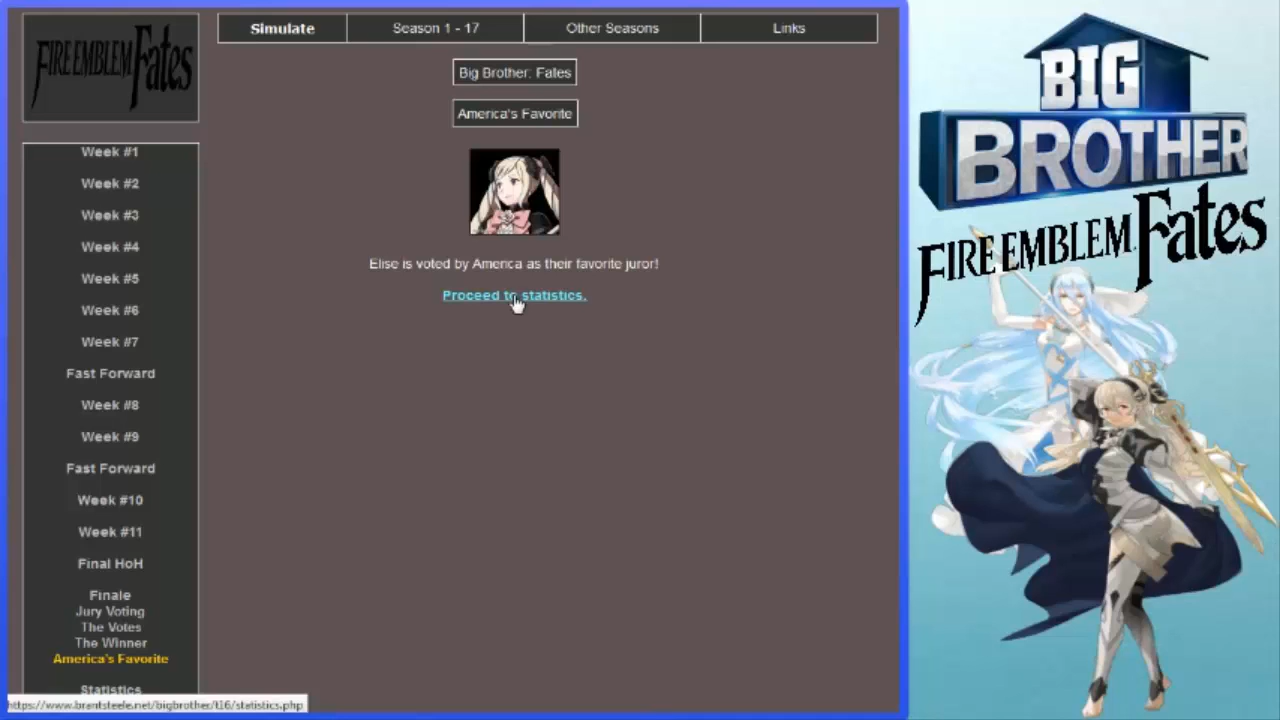 FIRE EMBLEM Fates
Simulate
Season 1 - 17
Other Seasons
Links
Big Brother: Fates
America's Favorite
Elise is voted by America as their favorite juror!
Proceed to statistics.
Week #1
Week #2
Week #3
Week #4
Week #5
Week #6
Week #7
Fast Forward
Week #8
Week #9
Fast Forward
Week #10
Week #11
Final HoH
Finale
Jury Voting
The Votes
The Winner
America's Favorite
Statistics
https://www.brantsteele.net/bigbrother/t16/statistics.php
BIG
BROTHER
FIRE EMBLEM Fates